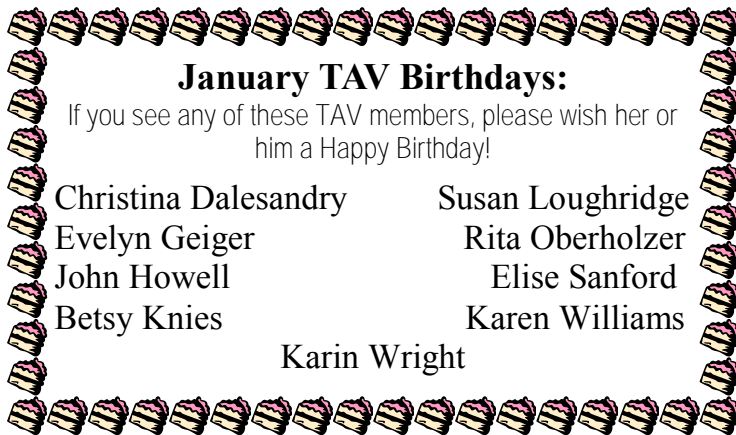 January TAV Birthdays:
If you see any of these TAV members, please wish her or
him a Happy Birthday!
Christina Dalesandry Susan Loughridge
Evelyn Geiger Rita Oberholzer
John Howell Elise Sanford
Betsy Knies Karen Williams
Karin Wright